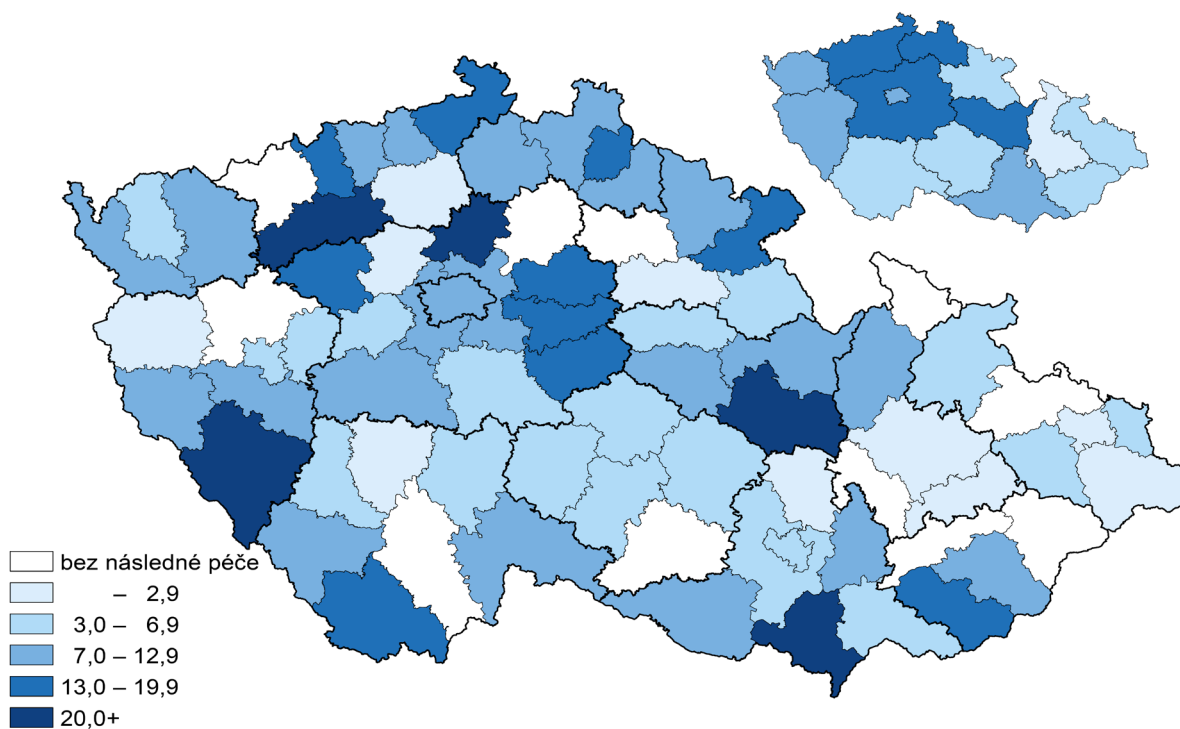 bez následné péče
– 2,9
3,0 – 6,9
7,0 – 12,9
13,0 – 19,9
20,0+